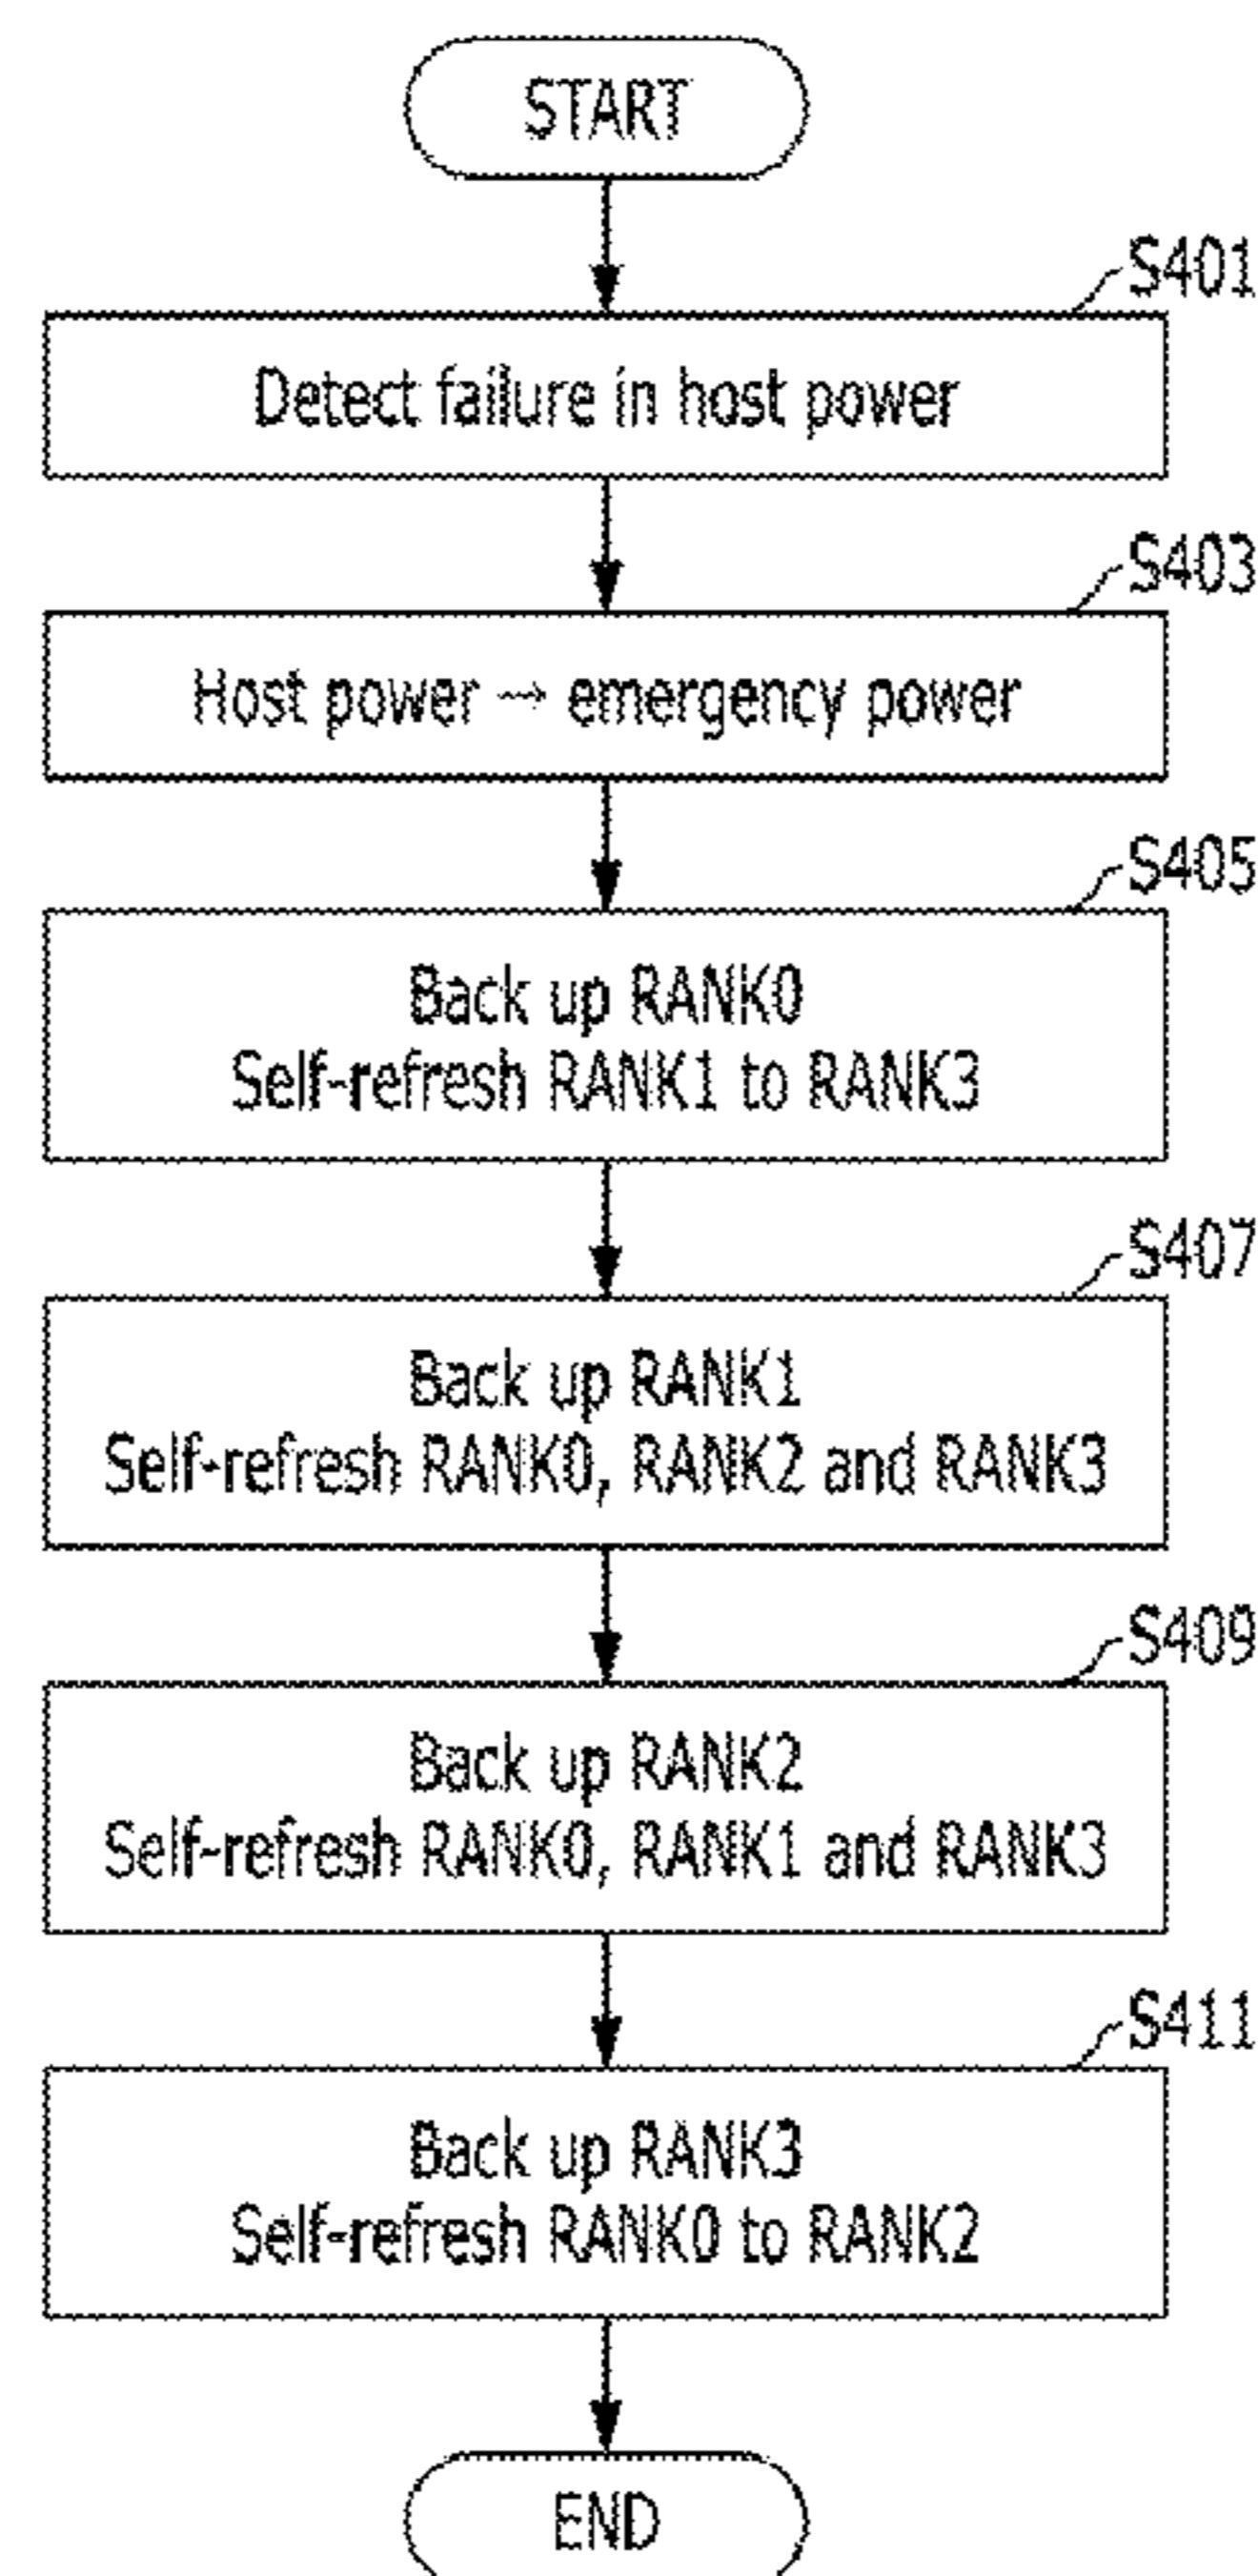 START
S401
Detect failure in host power
S403
Host power → emergency power
S405
Back up RANK0
Self-refresh RANK1 to RANK3
S407
Back up RANK1
Self-refresh RANK0, RANK2 and RANK3
S409
Back up RANK2
Self-refresh RANK0, RANK1 and RANK3
S411
Back up RANK3
Self-refresh RANK0 to RANK2
END